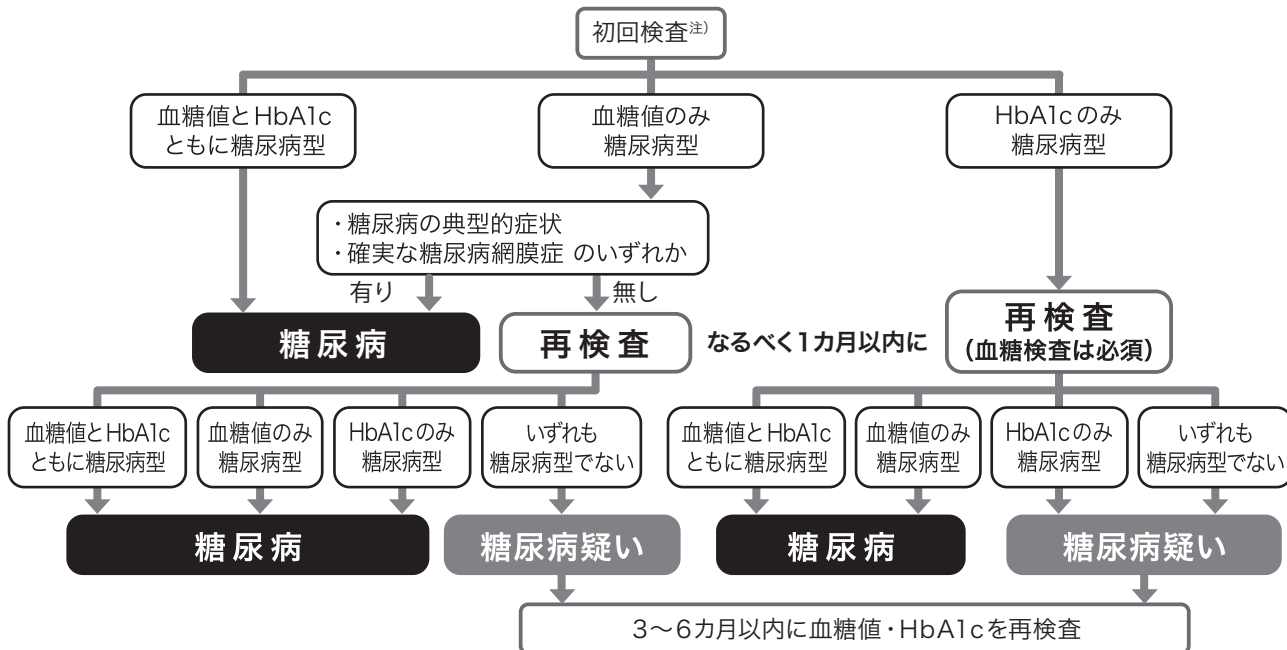 初回検査注)
血糖値とHbA1c
ともに糖尿病型
血糖値のみ
糖尿病型
HbA1cのみ
糖尿病型
・糖尿病の典型的症状
・確実な糖尿病網膜症 のいずれか
有り
無し
糖尿病
再検査
なるべく1カ月以内に
再検査
(血糖検査は必須)
血糖値とHbA1c
ともに糖尿病型
血糖値のみ
糖尿病型
HbA1cのみ
糖尿病型
いずれも
糖尿病型でない
血糖値とHbA1c
ともに糖尿病型
血糖値のみ
糖尿病型
HbA1cのみ
糖尿病型
いずれも
糖尿病型でない
糖尿病
糖尿病疑い
糖尿病
糖尿病疑い
3〜6カ月以内に血糖値・HbA1cを再検査